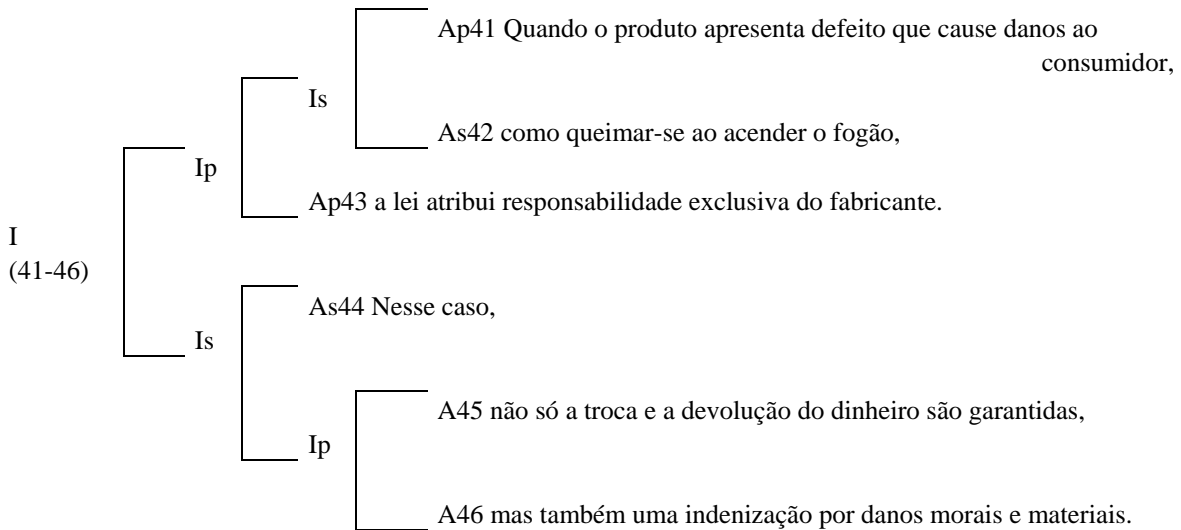 Ap41 Quando o produto apresenta defeito que cause danos ao
consumidor,
Is
As42 como queimar-se ao acender o fogão,
Ip
Ap43 a lei atribui responsabilidade exclusiva do fabricante.
I
(41-46)
As44 Nesse caso,
Is
A45 não só a troca e a devolução do dinheiro são garantidas,
Ip
A46 mas também uma indenização por danos morais e materiais.